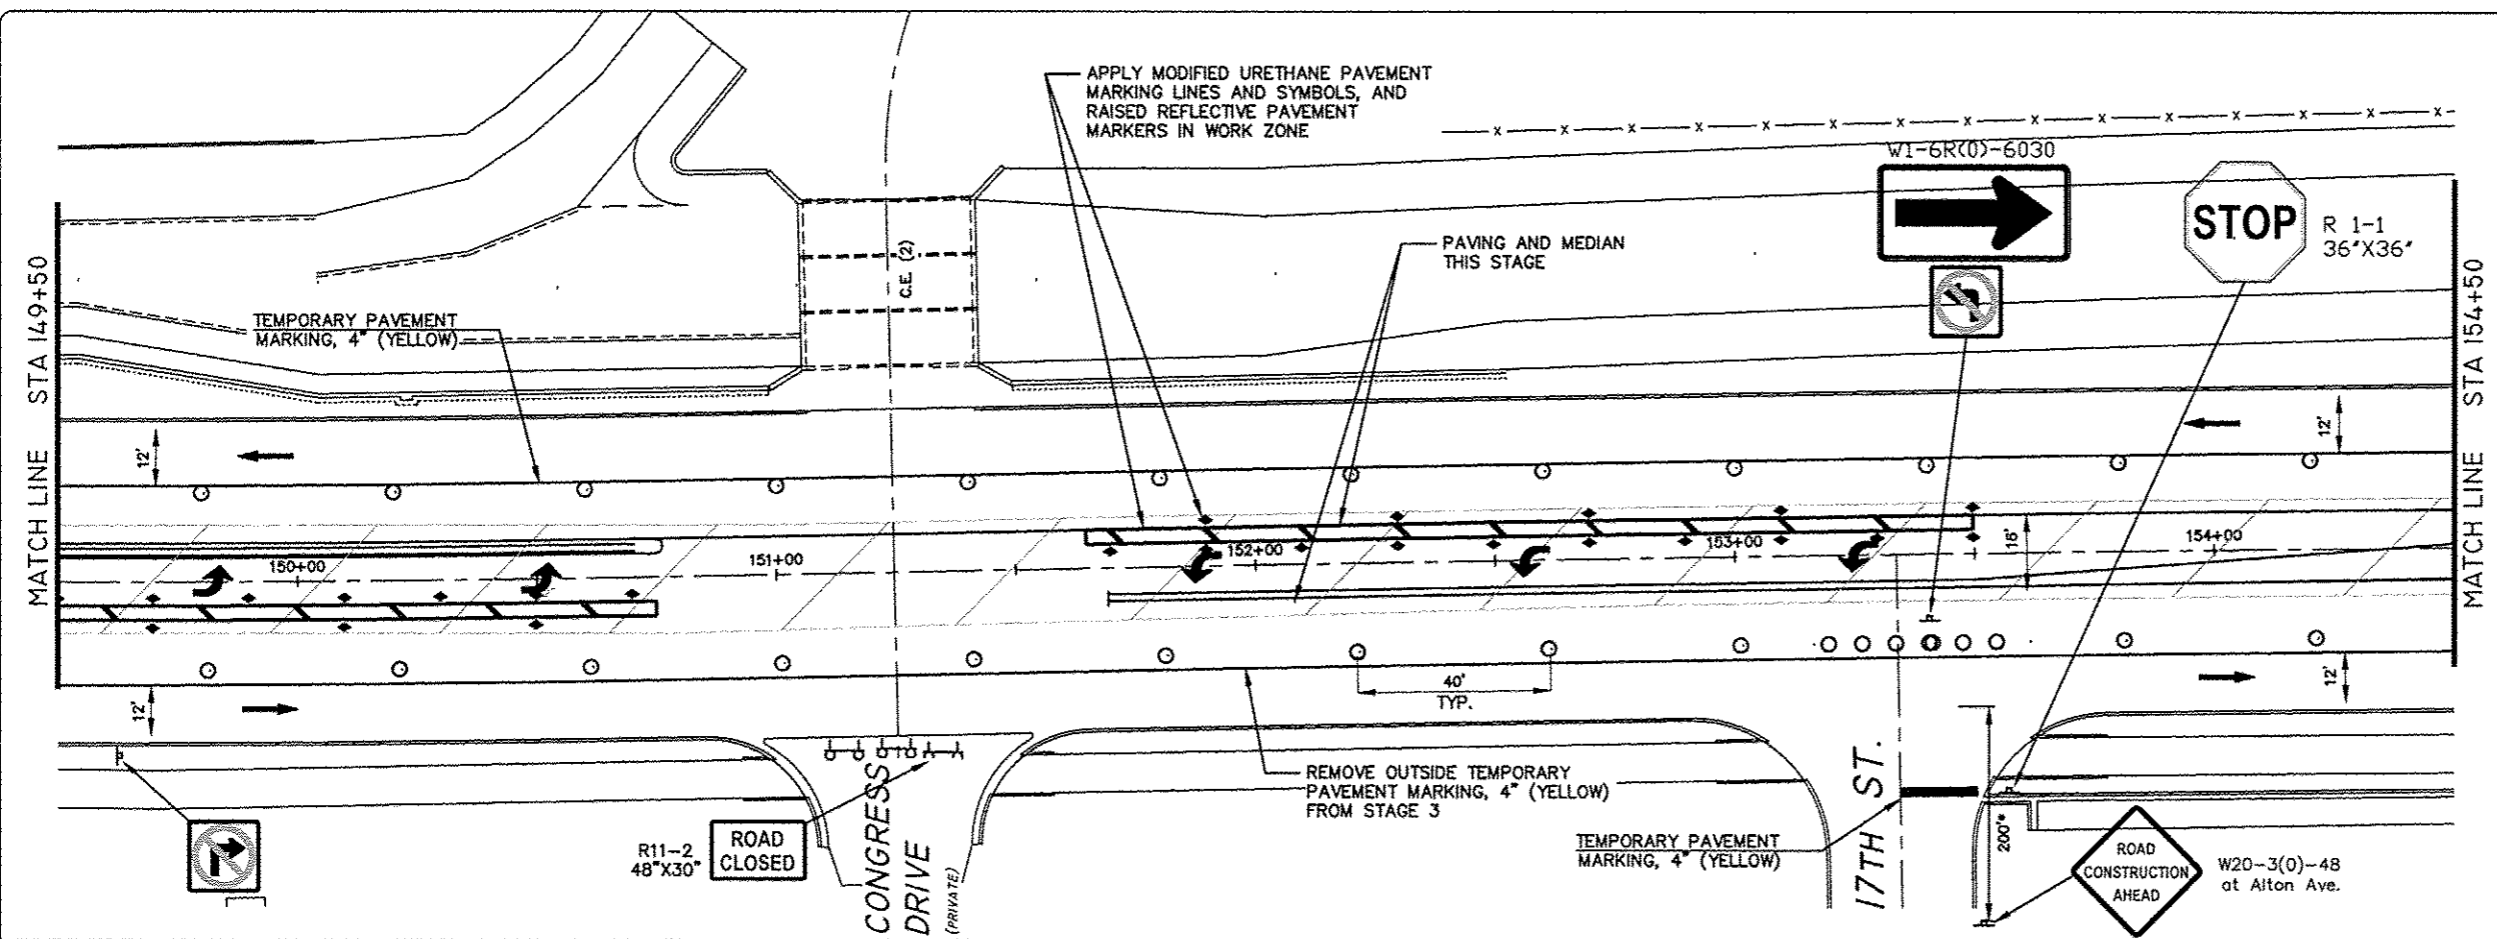 APPLY MODIFIED URETHANE PAVEMENT
MARKING LINES AND SYMBOLS, AND
RAISED REFLECTIVE PAVEMENT
MARKERS IN WORK ZONE
X X X X X X X X X X X X X X X
W1-6R(O)-6030
STOP
R 1-1
36"X36"
PAVING AND MEDIAN
THIS STAGE
C.E. (2)
MATCH LINE STA 149+50
TEMPORARY PAVEMENT
MARKING, 4" (YELLOW)
MATCH LINE STA 154+50
12'
12'
150+00
151+00
152+00
153+00
154+00
16'
40'
TYP.
12'
12'
REMOVE OUTSIDE TEMPORARY
PAVEMENT MARKING, 4" (YELLOW)
FROM STAGE 3
R11-2
48"X30"
ROAD
CLOSED
CONGRESS
DRIVE
(PRIVATE)
TEMPORARY PAVEMENT
MARKING, 4" (YELLOW)
17TH ST.
200'*
ROAD
CONSTRUCTION
AHEAD
W20-3(O)-48
at Alton Ave.